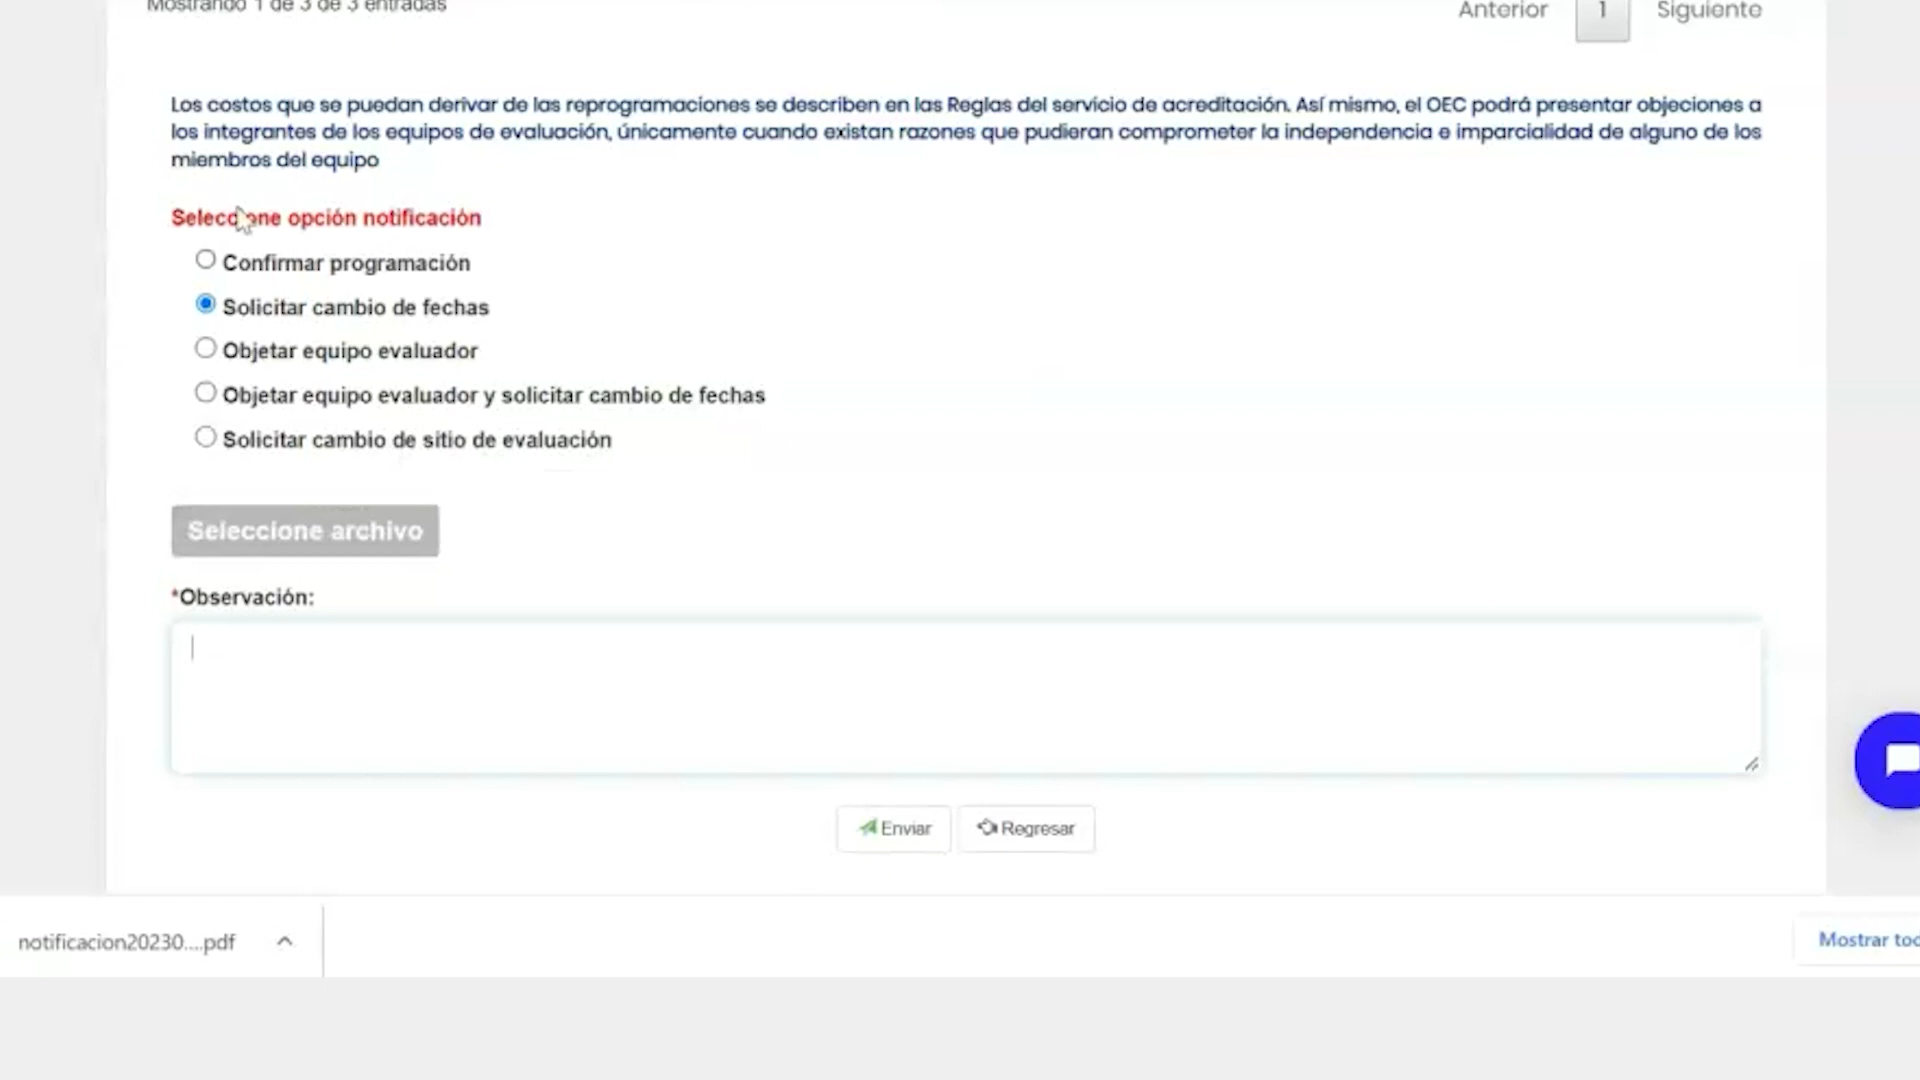 Mostrando 1 de 3 de 3 entradas
Anterior 1 Siguiente
Los costos que se puedan derivar de las reprogramaciones se describen en las Reglas del servicio de acreditación. Así mismo, el OEC podrá presentar objeciones a
los integrantes de los equipos de evaluación, únicamente cuando existan razones que pudieran comprometer la independencia e imparcialidad de alguno de los
miembros del equipo
Seleccione opción notificación
Confirmar programación
Solicitar cambio de fechas
Objetar equipo evaluador
Objetar equipo evaluador y solicitar cambio de fechas
Solicitar cambio de sitio de evaluación
Seleccione archivo
*Observación:
Enviar Regresar
notificacion20230....pdf
Mostrar